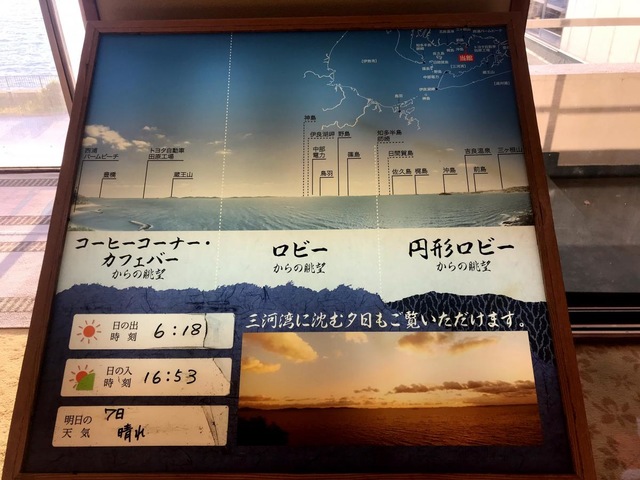 当館
神島
伊良湖岬
野島
知多半島
師崎
西浦
パームビーチ
トヨタ自動車
田原工場
中部
電力
篠島
日間賀島
吉良温泉
三ヶ根山
豊橋
蔵王山
鳥羽
佐久島
梶島
沖島
前島
コーヒーコーナー・
カフェバー
からの眺望
ロビー
からの眺望
円形ロビー
からの眺望
三河湾に沈む夕日もご覧いただけます。
日の出
時刻
6:18
日の入
時刻
16:53
明日の
天気
7日
晴れ